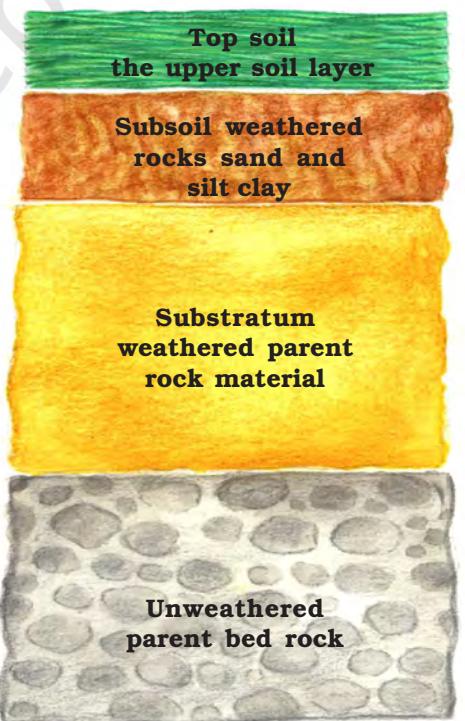 Top soil
the upper soil layer
Subsoil weathered
rocks sand and
silt clay
Substratum
weathered parent
rock material
Unweathered
parent bed rock